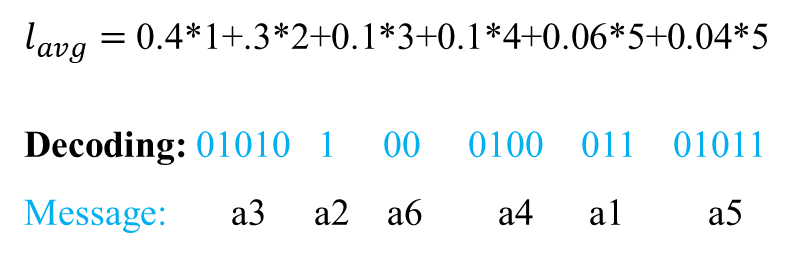 l_avg = 0.4*1+.3*2+0.1*3+0.1*4+0.06*5+0.04*5
Decoding: 01010 1 00 0100 011 01011
Message: a3 a2 a6 a4 a1 a5